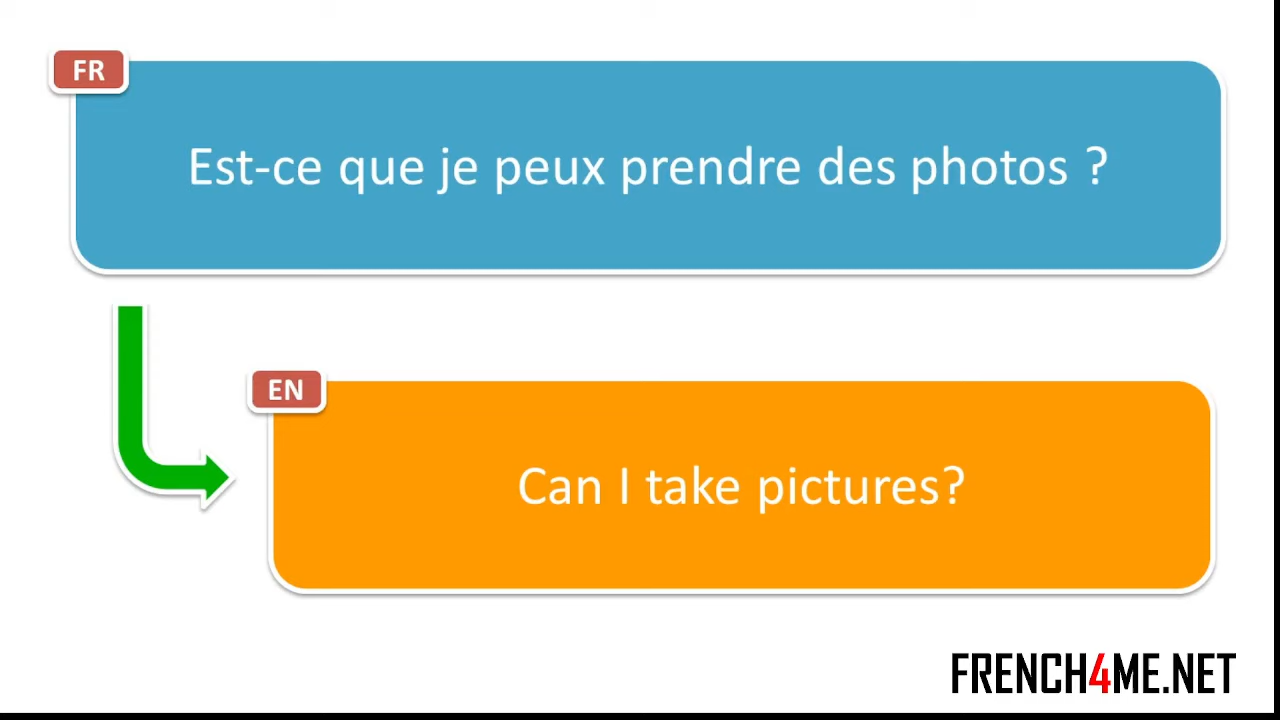 FR
Est-ce que je peux prendre des photos ?
EN
Can I take pictures?
FRENCH4ME.NET